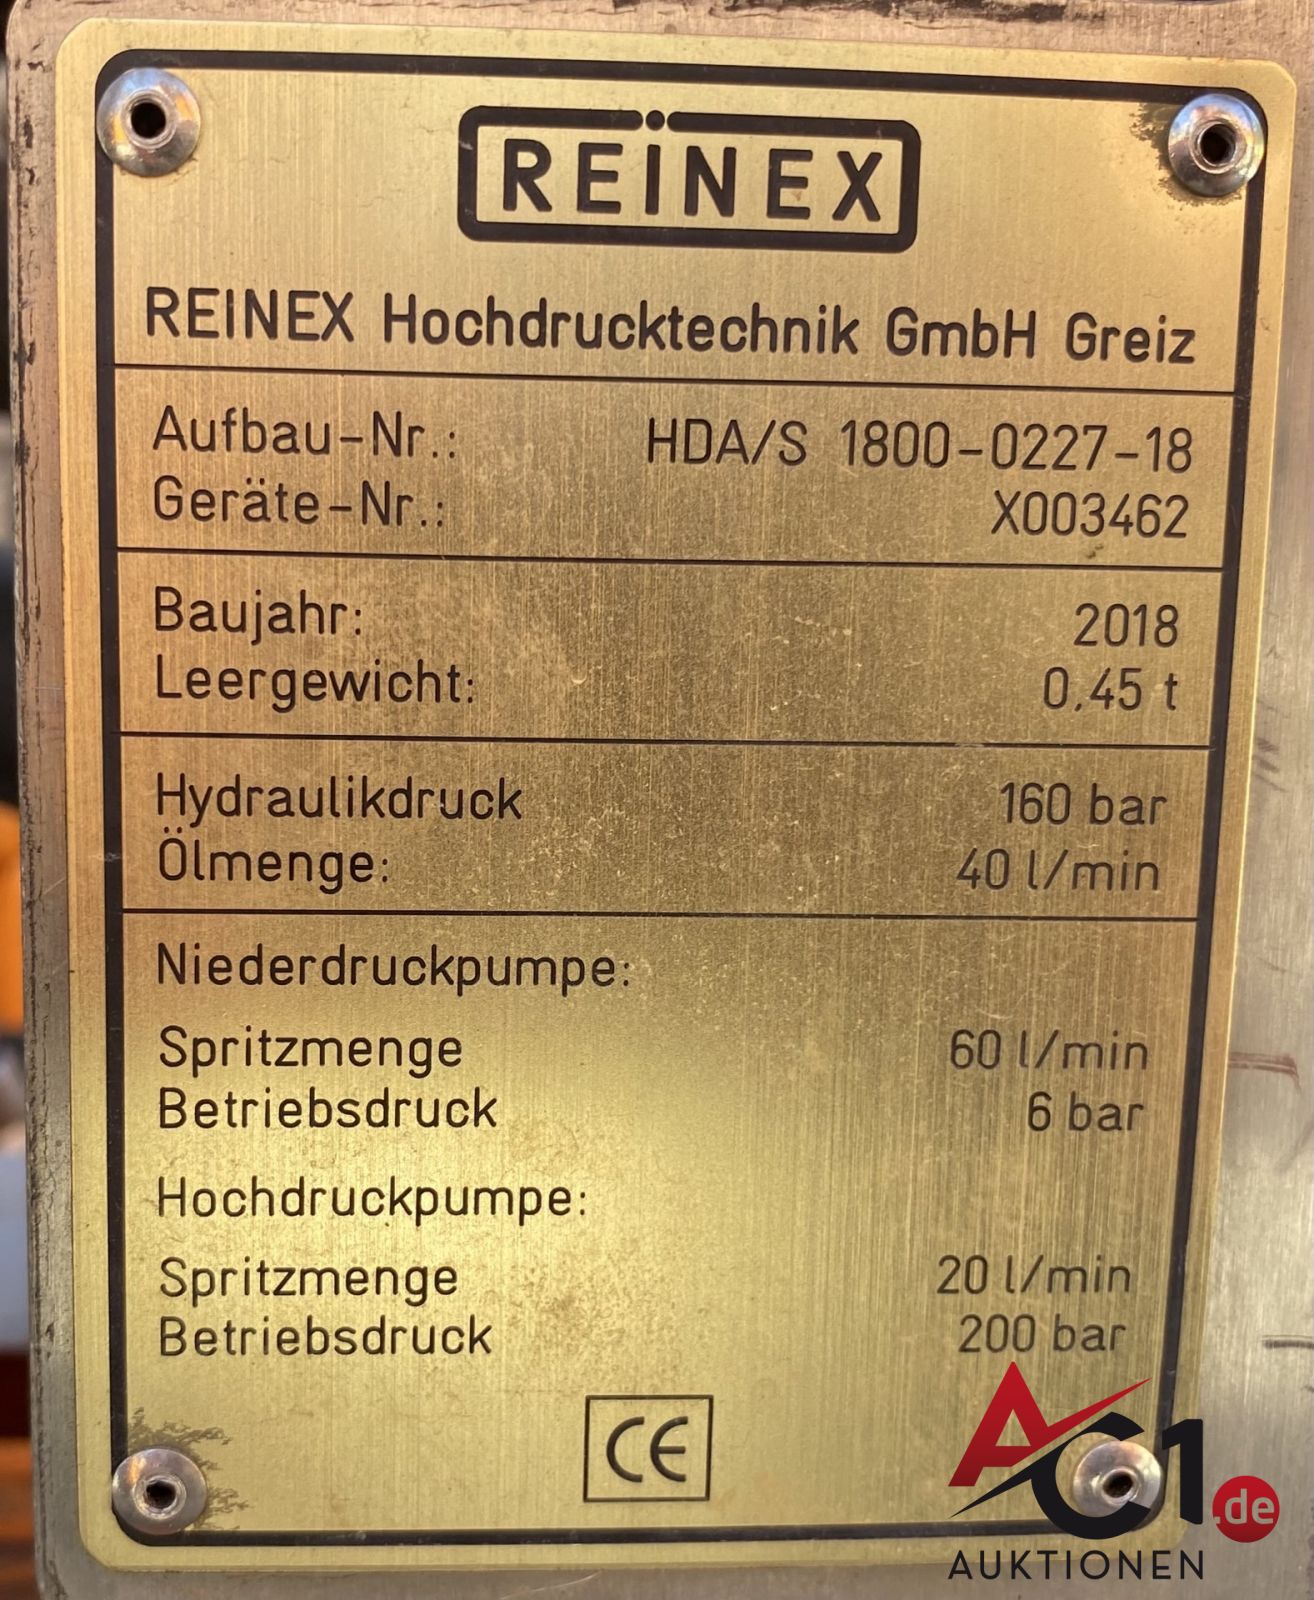 REINEX
REINEX Hochdrucktechnik GmbH Greiz
Aufbau-Nr.: HDA/S 1800-0227-18
Geräte-Nr.: X003462
Baujahr: 2018
Leergewicht: 0,45 t
Hydraulikdruck 160 bar
Ölmenge: 40 l/min
Niederdruckpumpe:
Spritzmenge 60 l/min
Betriebsdruck 6 bar
Hochdruckpumpe:
Spritzmenge 20 l/min
Betriebsdruck 200 bar
CE
AC1.de
AUKTIONEN